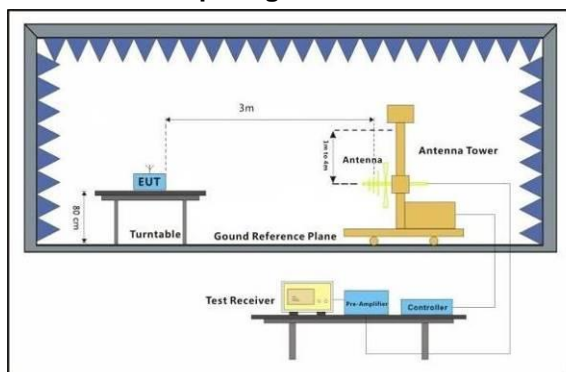 3m
1m to 4m
Antenna
Antenna Tower
EUT
80 cm
Turntable
Gound Reference Plane
Test Receiver
Pre-Amplifier
Controller